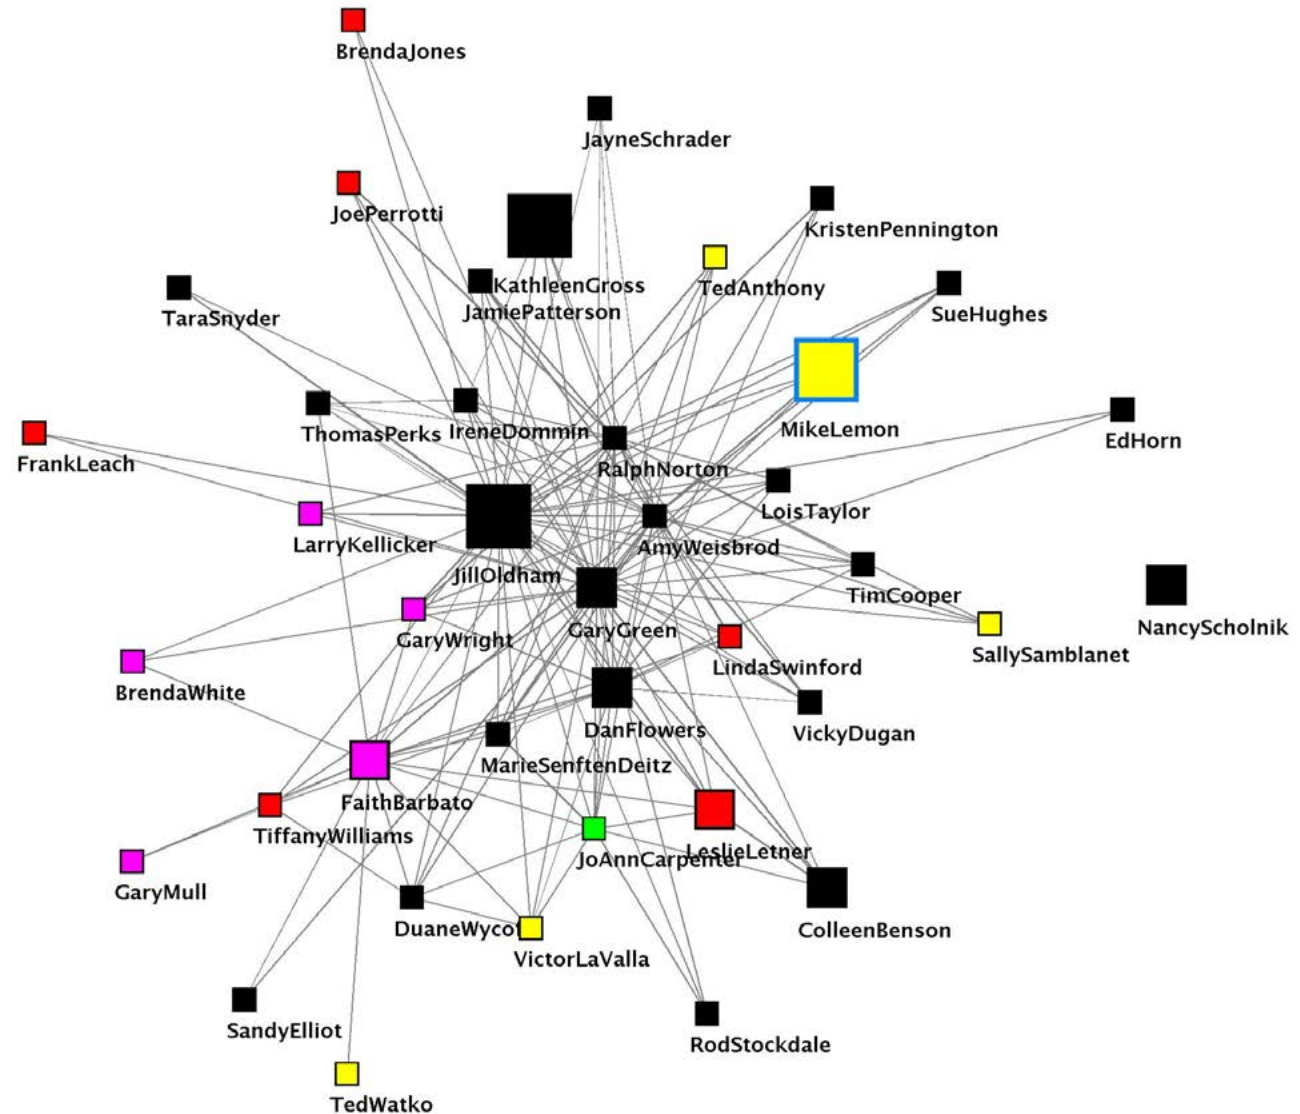 BrendaJones
JayneSchrader
JoePerrotti
KristenPennington
KathleenGross
TedAnthony
JamiePatterson
SueHughes
TaraSnyder
MikeLemon
ThomasPerks
IreneDommin
EdHorn
FrankLeach
RalphNorton
LoisTaylor
LarryKellicker
AmyWeisbrod
JillOldham
TimCooper
GaryGreen
NancyScholnik
GaryWright
SallySamblanet
LindaSwinford
BrendaWhite
DanFlowers
VickyDugan
MarieSenftenDeitz
FaithBarbato
TiffanyWilliams
LeslieLetner
JoAnnCarpenter
GaryMull
DuaneWyco
ColleenBenson
VictorLaValla
SandyElliot
RodStockdale
TedWatko